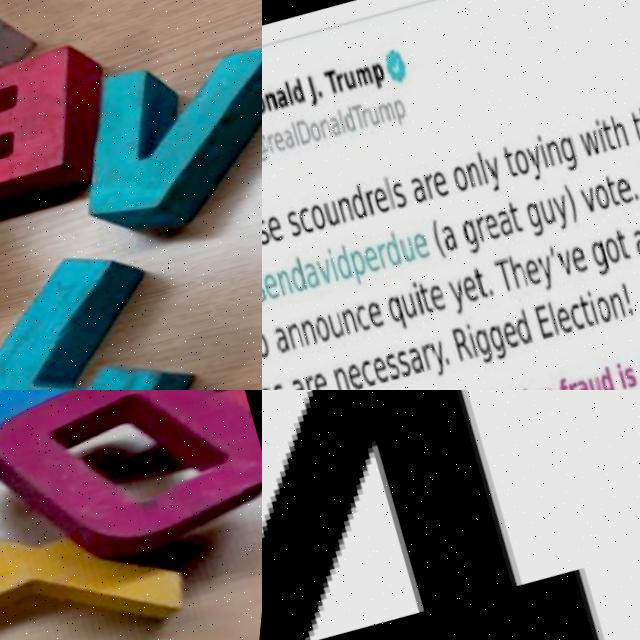 V
onald J. Trump
realDonaldTrump
se scoundrels are only toying with
sendavidperdue (a great guy) vote.
announce quite yet. They've got a
are necessary. Rigged Election!
fraud is